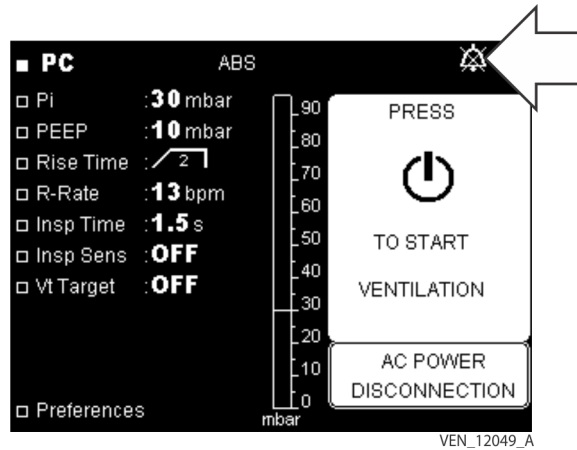 PC ABS
Pi :30 mbar
PEEP :10 mbar
Rise Time : 2
R-Rate :13 bpm
Insp Time :1.5 s
Insp Sens :OFF
Vt Target :OFF
Preferences
90
80
70
60
50
40
30
20
10
0
mbar
PRESS
TO START
VENTILATION
AC POWER
DISCONNECTION
VEN_12049_A